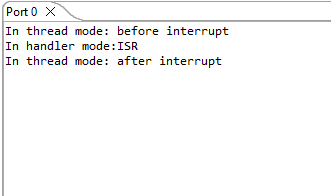 Port 0
In thread mode: before interrupt
In handler mode:ISR
In thread mode: after interrupt